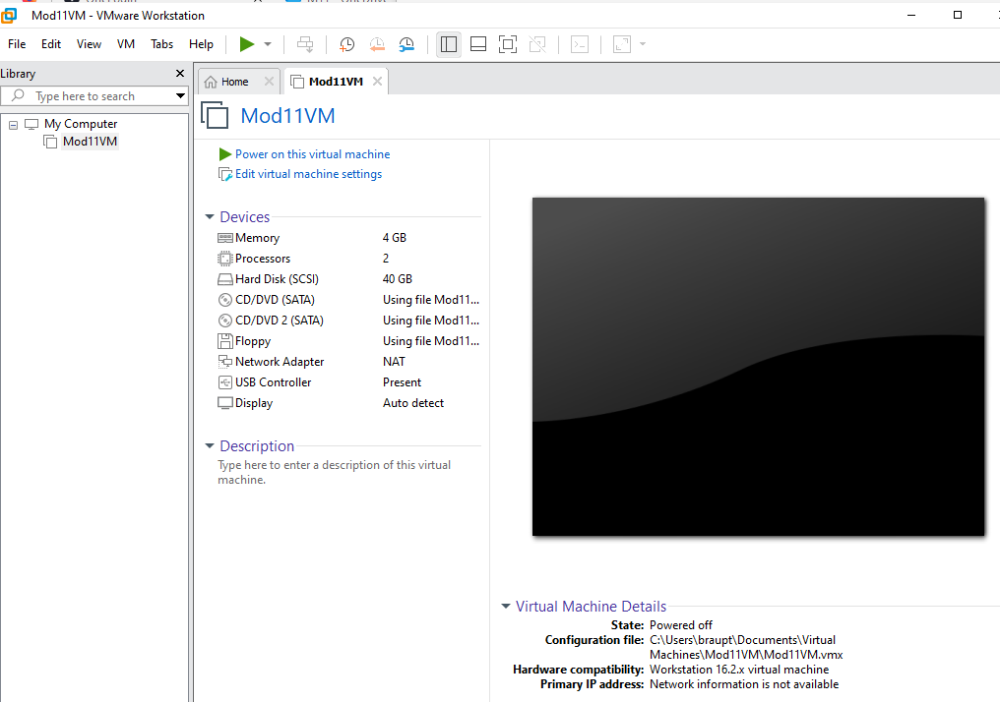 Mod11VM - VMware Workstation
File Edit View VM Tabs Help
Library
Type here to search
My Computer
Mod11VM
Home
Mod11VM
Mod11VM
Power on this virtual machine
Edit virtual machine settings
Devices
Memory 4 GB
Processors 2
Hard Disk (SCSI) 40 GB
CD/DVD (SATA) Using file Mod11...
CD/DVD 2 (SATA) Using file Mod11...
Floppy Using file Mod11...
Network Adapter NAT
USB Controller Present
Display Auto detect
Description
Type here to enter a description of this virtual
machine.
Virtual Machine Details
State: Powered off
Configuration file: C:\Users\braupt\Documents\Virtual
Machines\Mod11VM\Mod11VM.vmx
Hardware compatibility: Workstation 16.2.x virtual machine
Primary IP address: Network information is not available